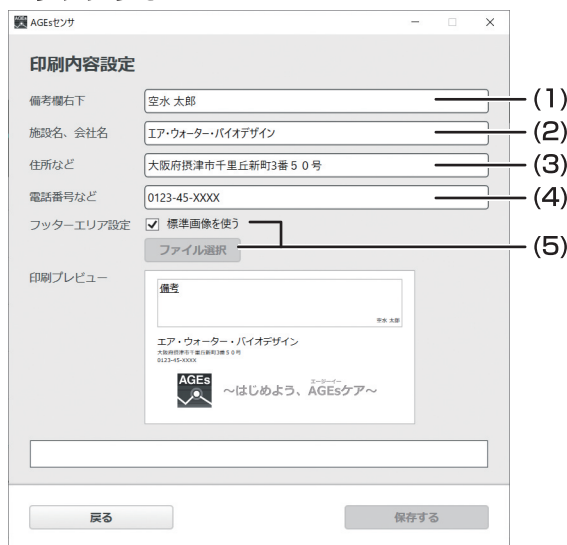 AGEsセンサ
印刷内容設定
備考欄右下 空水 太郎 (1)
施設名、会社名 エア・ウォーター・バイオデザイン (2)
住所など 大阪府摂津市千里丘新町3番50号 (3)
電話番号など 0123-45-XXXX (4)
フッターエリア設定 標準画像を使う
ファイル選択 (5)
印刷プレビュー
備考
空水 太郎
エア・ウォーター・バイオデザイン
大阪府摂津市千里丘新町3番50号
0123-45-XXXX
エージーイー
AGEs ~はじめよう、AGEsケア~
戻る 保存する